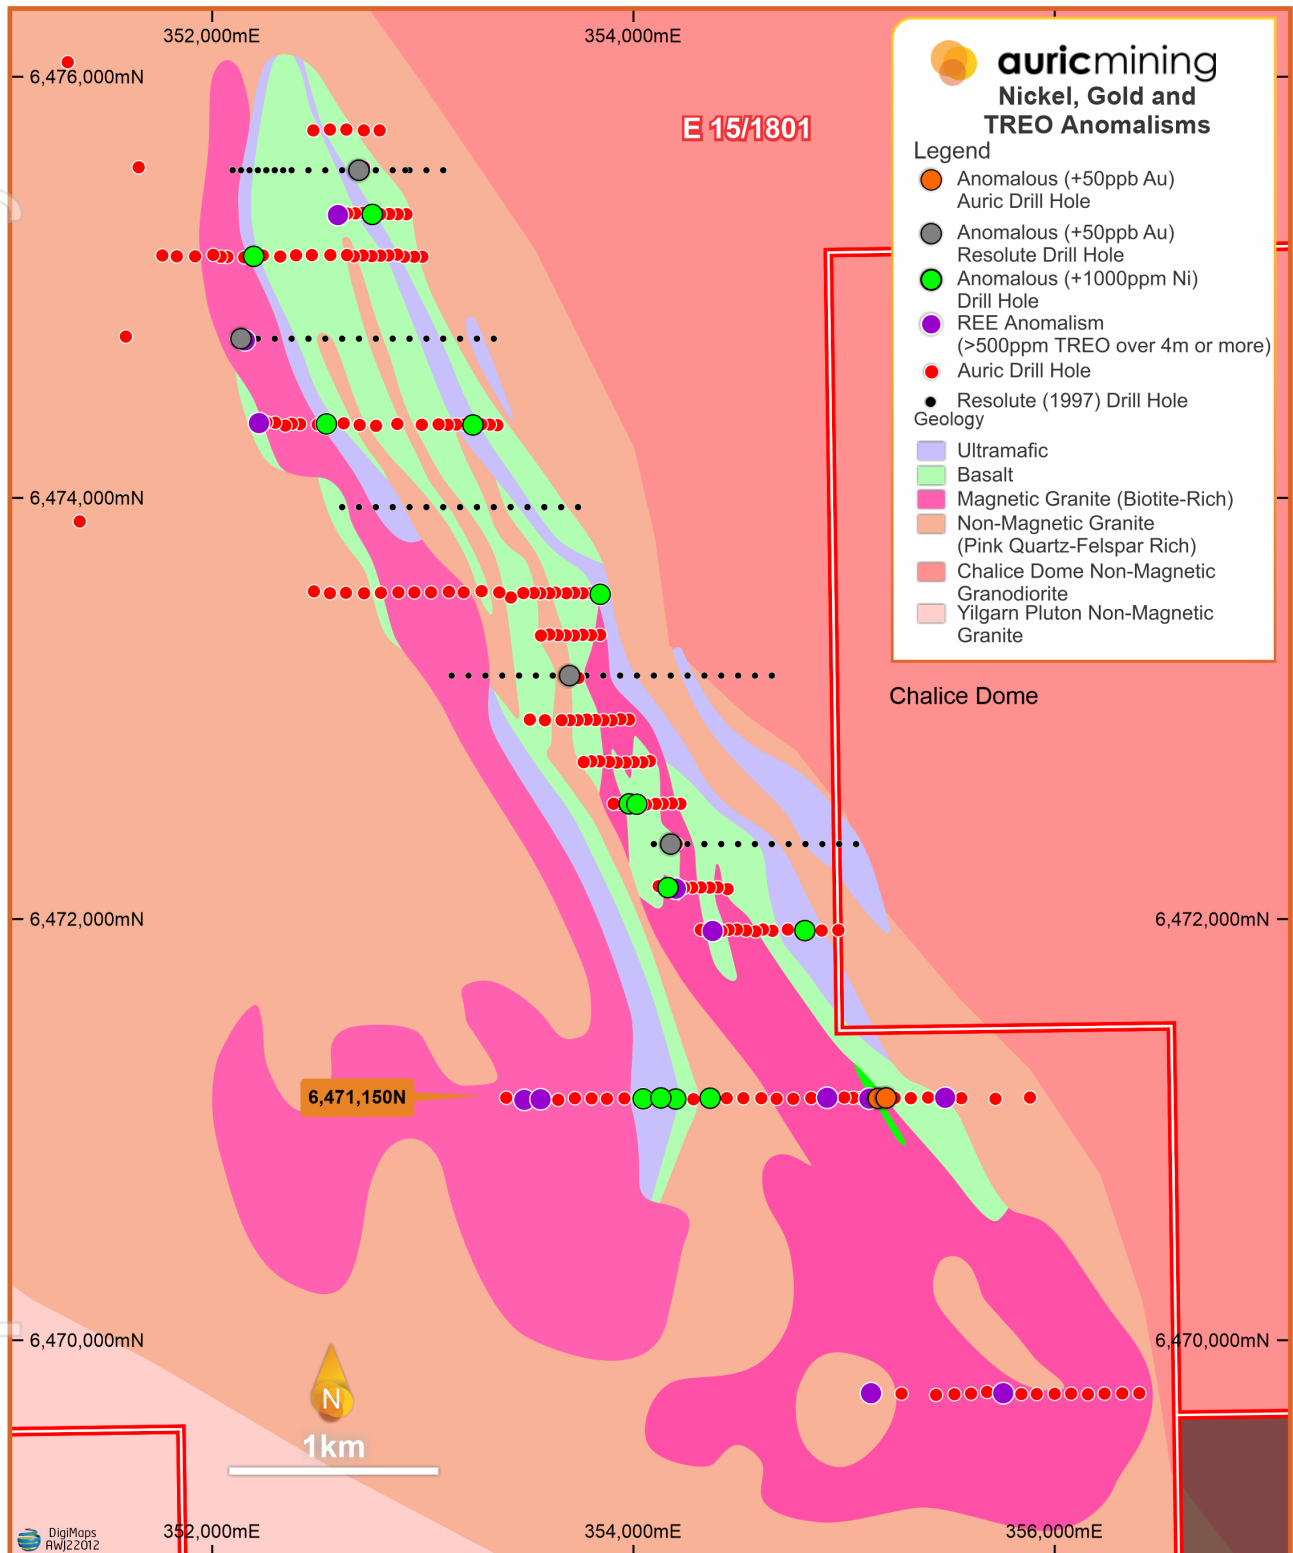 352,000mE
354,000mE
6,476,000mN
auricmining
Nickel, Gold and
TREO Anomalisms
E 15/1801
Legend
Anomalous (+50ppb Au)
Auric Drill Hole
Anomalous (+50ppb Au)
Resolute Drill Hole
Anomalous (+1000ppm Ni)
Drill Hole
REE Anomalism
(>500ppm TREO over 4m or more)
Auric Drill Hole
Resolute (1997) Drill Hole
Geology
Ultramafic
Basalt
Magnetic Granite (Biotite-Rich)
Non-Magnetic Granite
(Pink Quartz-Felspar Rich)
Chalice Dome Non-Magnetic
Granodiorite
Yilgarn Pluton Non-Magnetic
Granite
6,474,000mN
Chalice Dome
6,472,000mN
6,472,000mN
6,471,150N
6,470,000mN
6,470,000mN
N
1km
DigiMaps
AWJ22012
352,000mE
354,000mE
356,000mE